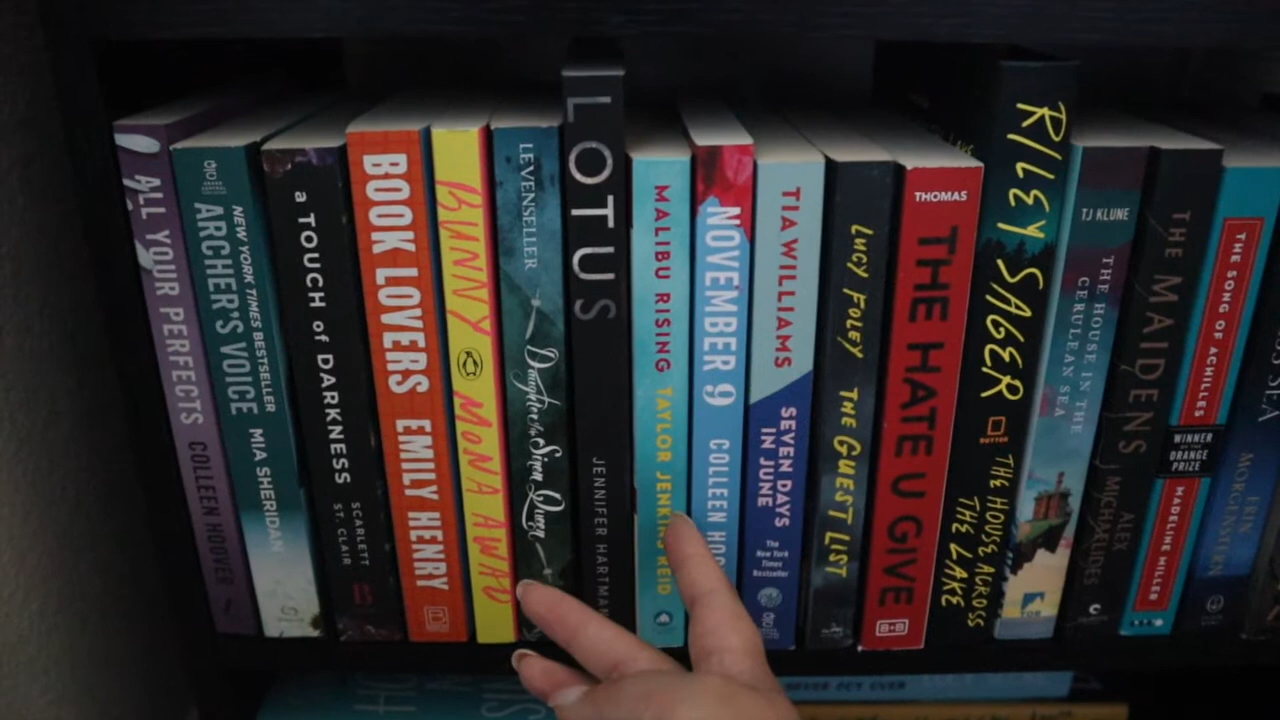 ALL YOUR PERFECTS COLLEEN HOOVER
NEW YORK TIMES BESTSELLER
ARCHER'S VOICE MIA SHERIDAN
a TOUCH of DARKNESS
SCARLETT
ST. CLAIR
BOOK LOVERS EMILY HENRY
BUNNY MONA AWAD
LEVENSELLER
Daughter of the Siren Queen
LOTUS
JENNIFER HARTMA
MALIBU RISING TAYLOR JENKINS REID
NOVEMBER 9 COLLEEN HOO
TIA WILLIAMS
SEVEN DAYS
IN JUNE
The
New York
Times
Bestseller
LUCY FOLEY THE GUEST LIST
THOMAS
THE HATE U GIVE
B+B
RILEY SAGER
DUTTON
THE HOUSE ACROSS
THE LAKE
TJ KLUNE
THE HOUSE IN THE
CERULEAN SEA
TOR
THE MAIDENS
ALEX
MICHAELIDES
THE SONG OF ACHILLES
WINNER
OF THE
ORANGE
PRIZE
MADELINE MILLER
SEA
ERIN
MORGENSTERN
NEVER OVER